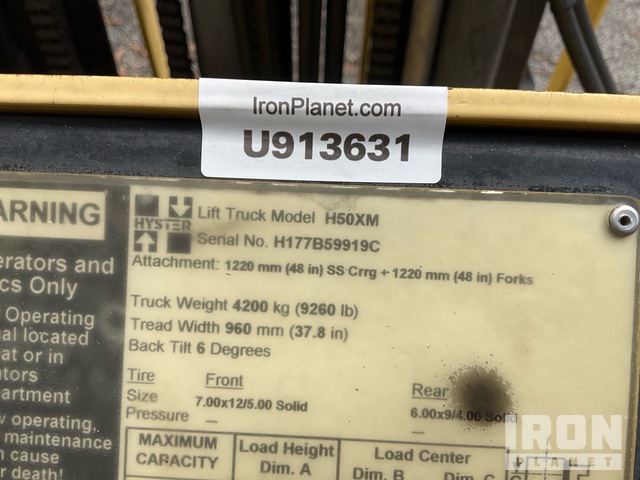 IronPlanet.com
U913631
HYSTER
Lift Truck Model H50XM
Serial No. H177B59919C
Attachment: 1220 mm (48 in) SS Crrg + 1220 mm (48 in) Forks
Truck Weight 4200 kg (9260 lb)
Tread Width 960 mm (37.8 in)
Back Tilt 6 Degrees
Tire Front Rear
Size 7.00x12/5.00 Solid 6.00x9/4.00 Solid
Pressure – –
MAXIMUM CAPACITY
Load Height Dim. A
Load Center
Dim. B Dim. C
ARNING
erators and
cs Only
Operating
al located
at or in
ators
partment
w operating,
maintenance
n cause
r death!
IRON
PLANET